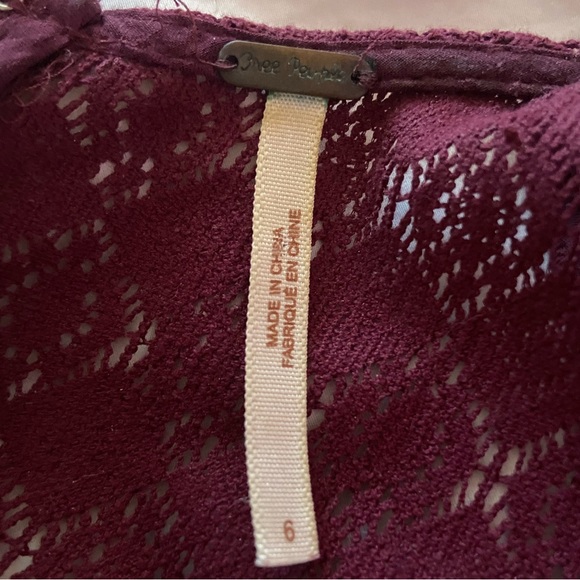 Free People
MADE IN CHINA
FABRIQUÉ EN CHINE
6